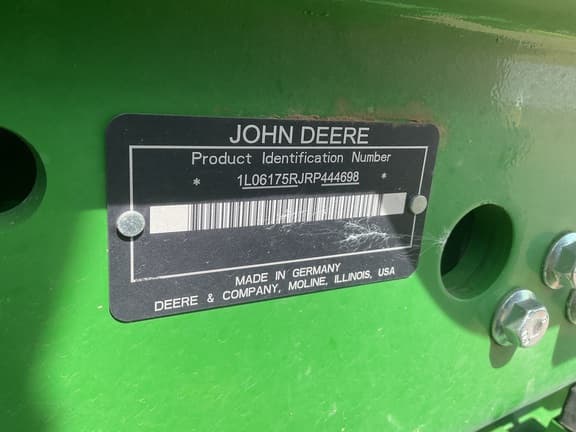 JOHN DEERE
Product Identification Number
* 1L06175RJRP444698 *
MADE IN GERMANY
DEERE & COMPANY, MOLINE, ILLINOIS, USA